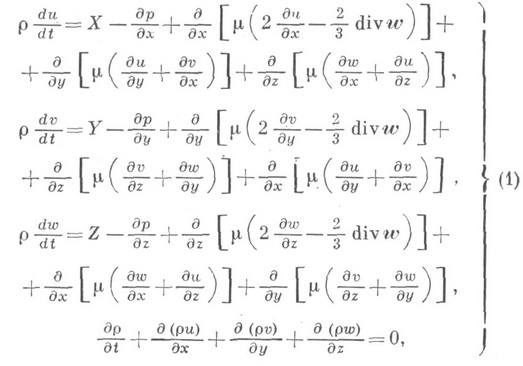 ρ du/dt = X − ∂p/∂x + ∂/∂x [μ(2 ∂u/∂x − 2/3 div w)] +
+ ∂/∂y [μ(∂u/∂y + ∂v/∂x)] + ∂/∂z [μ(∂w/∂x + ∂u/∂z)],
ρ dv/dt = Y − ∂p/∂y + ∂/∂y [μ(2 ∂v/∂y − 2/3 div w)] +
+ ∂/∂z [μ(∂v/∂z + ∂w/∂y)] + ∂/∂x [μ(∂u/∂y + ∂v/∂x)],
(1)
ρ dw/dt = Z − ∂p/∂z + ∂/∂z [μ(2 ∂w/∂z − 2/3 div w)] +
+ ∂/∂x [μ(∂w/∂x + ∂u/∂z)] + ∂/∂y [μ(∂v/∂z + ∂w/∂y)],
∂ρ/∂t + ∂(ρu)/∂x + ∂(ρv)/∂y + ∂(ρw)/∂z = 0,